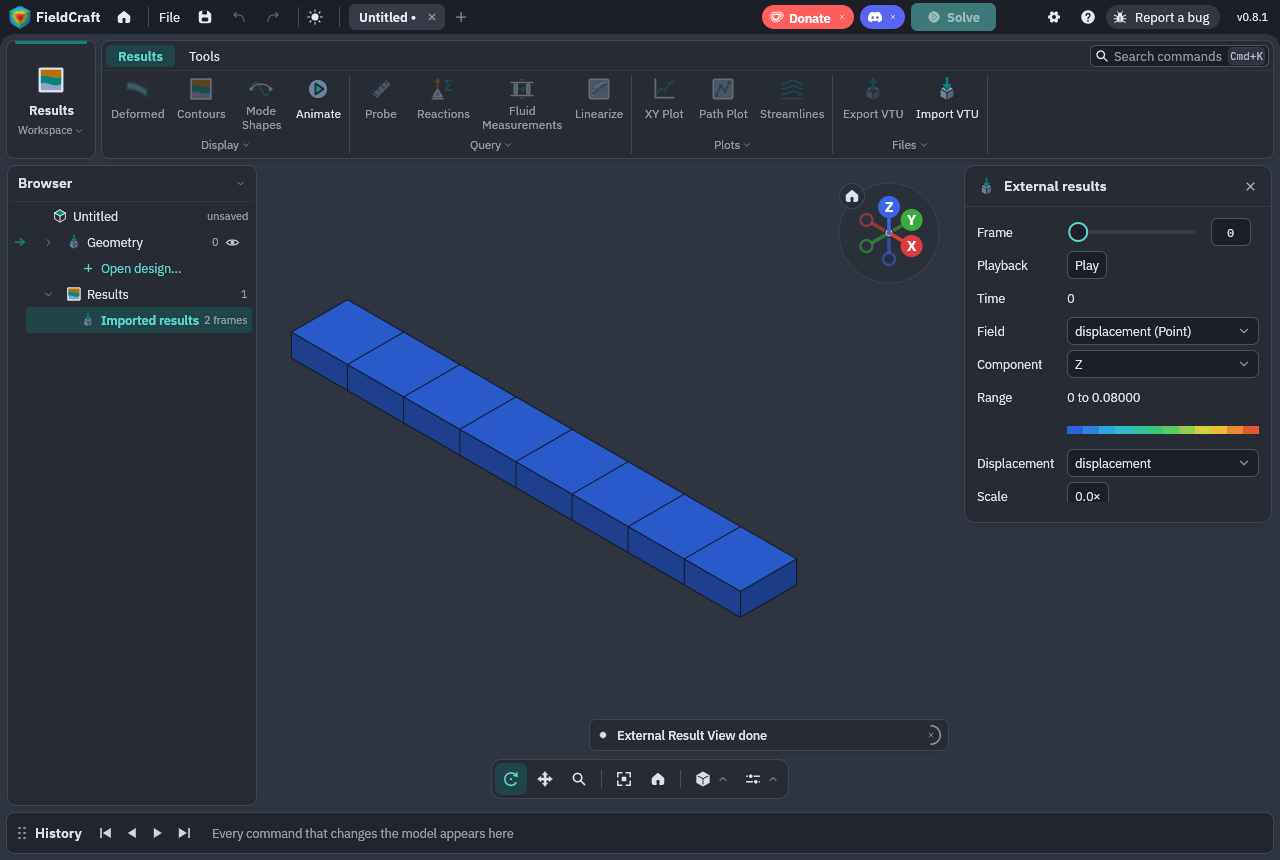 FieldCraft
File
Untitled •
Donate
Solve
Report a bug
v0.8.1
Results
Workspace
Results
Tools
Search commands
Cmd+K
Deformed
Contours
Mode
Shapes
Animate
Display
Probe
Reactions
Fluid
Measurements
Linearize
Query
XY Plot
Path Plot
Streamlines
Plots
Export VTU
Import VTU
Files
Browser
Untitled
unsaved
Geometry
0
+ Open design...
Results
1
Imported results
2 frames
Z
Y
X
External results
Frame
0
Playback
Play
Time
0
Field
displacement (Point)
Component
Z
Range
0 to 0.08000
Displacement
displacement
Scale
0.0×
External Result View done
History
Every command that changes the model appears here